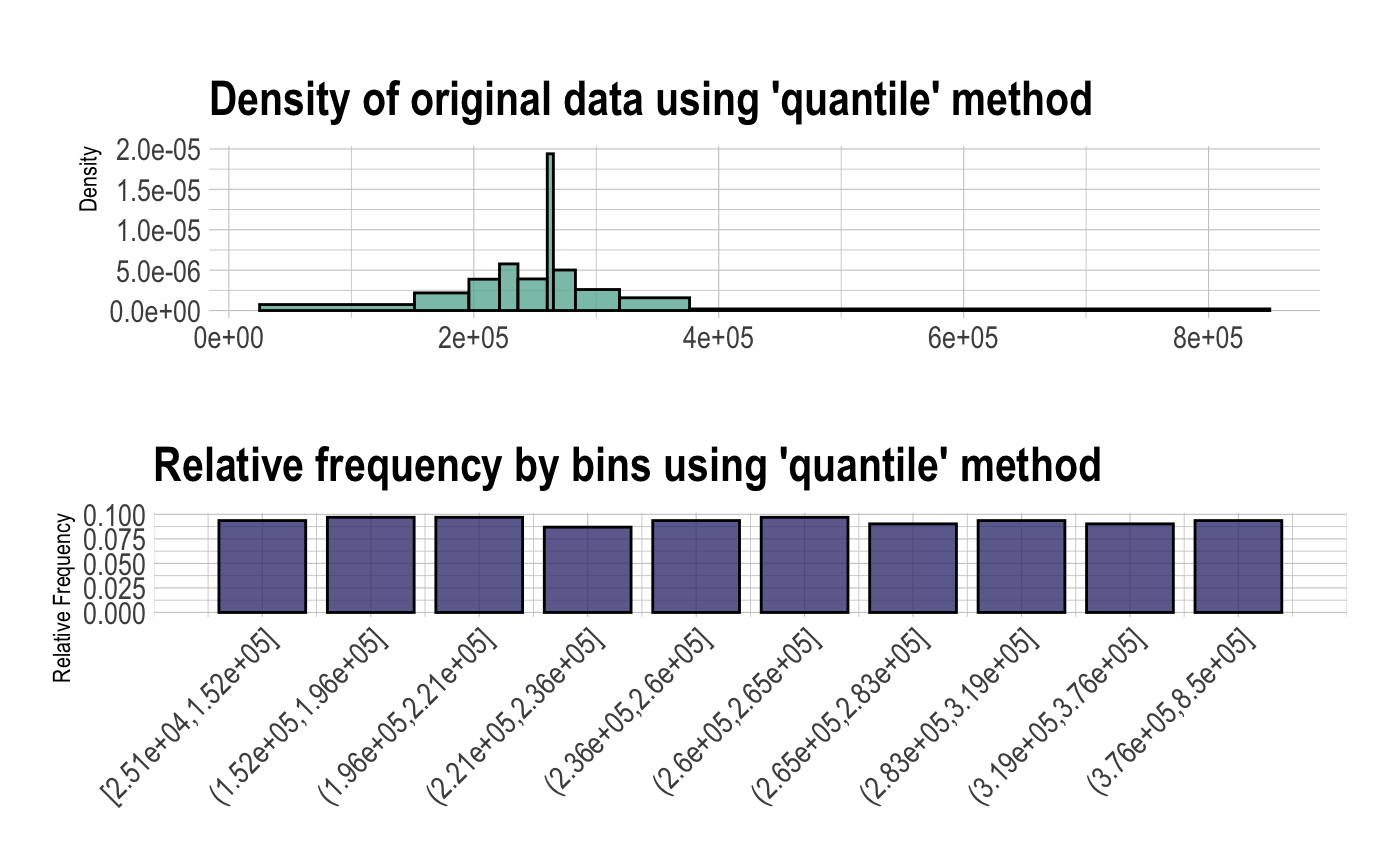 Density of original data using 'quantile' method
Density
2.0e-05
1.5e-05
1.0e-05
5.0e-06
0.0e+00
0e+00 2e+05 4e+05 6e+05 8e+05
Relative frequency by bins using 'quantile' method
Relative Frequency
0.100
0.075
0.050
0.025
0.000
[2.51e+04,1.52e+05]
(1.52e+05,1.96e+05]
(1.96e+05,2.21e+05]
(2.21e+05,2.36e+05]
(2.36e+05,2.6e+05]
(2.6e+05,2.65e+05]
(2.65e+05,2.83e+05]
(2.83e+05,3.19e+05]
(3.19e+05,3.76e+05]
(3.76e+05,8.5e+05]